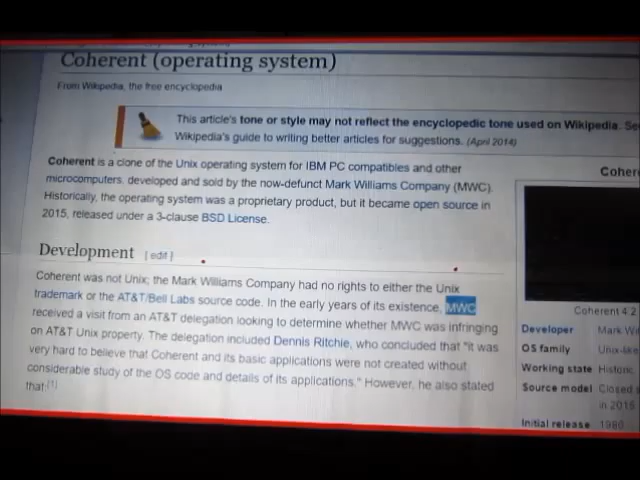 Coherent (operating system)
From Wikipedia, the free encyclopedia
This article's tone or style may not reflect the encyclopedic tone used on Wikipedia. See
Wikipedia's guide to writing better articles for suggestions. (April 2014)
Coherent is a clone of the Unix operating system for IBM PC compatibles and other
microcomputers, developed and sold by the now-defunct Mark Williams Company (MWC).
Historically, the operating system was a proprietary product, but it became open source in
2015, released under a 3-clause BSD License.
Development [ edit ]
Coherent was not Unix; the Mark Williams Company had no rights to either the Unix
trademark or the AT&T/Bell Labs source code. In the early years of its existence, MWC
received a visit from an AT&T delegation looking to determine whether MWC was infringing
on AT&T Unix property. The delegation included Dennis Ritchie, who concluded that "it was
very hard to believe that Coherent and its basic applications were not created without
considerable study of the OS code and details of its applications." However, he also stated
that:[1]
Coher
Coherent 4.2
Developer Mark Wi
OS family Unix-like
Working state Historic
Source model Closed s
in 2015
Initial release 1980